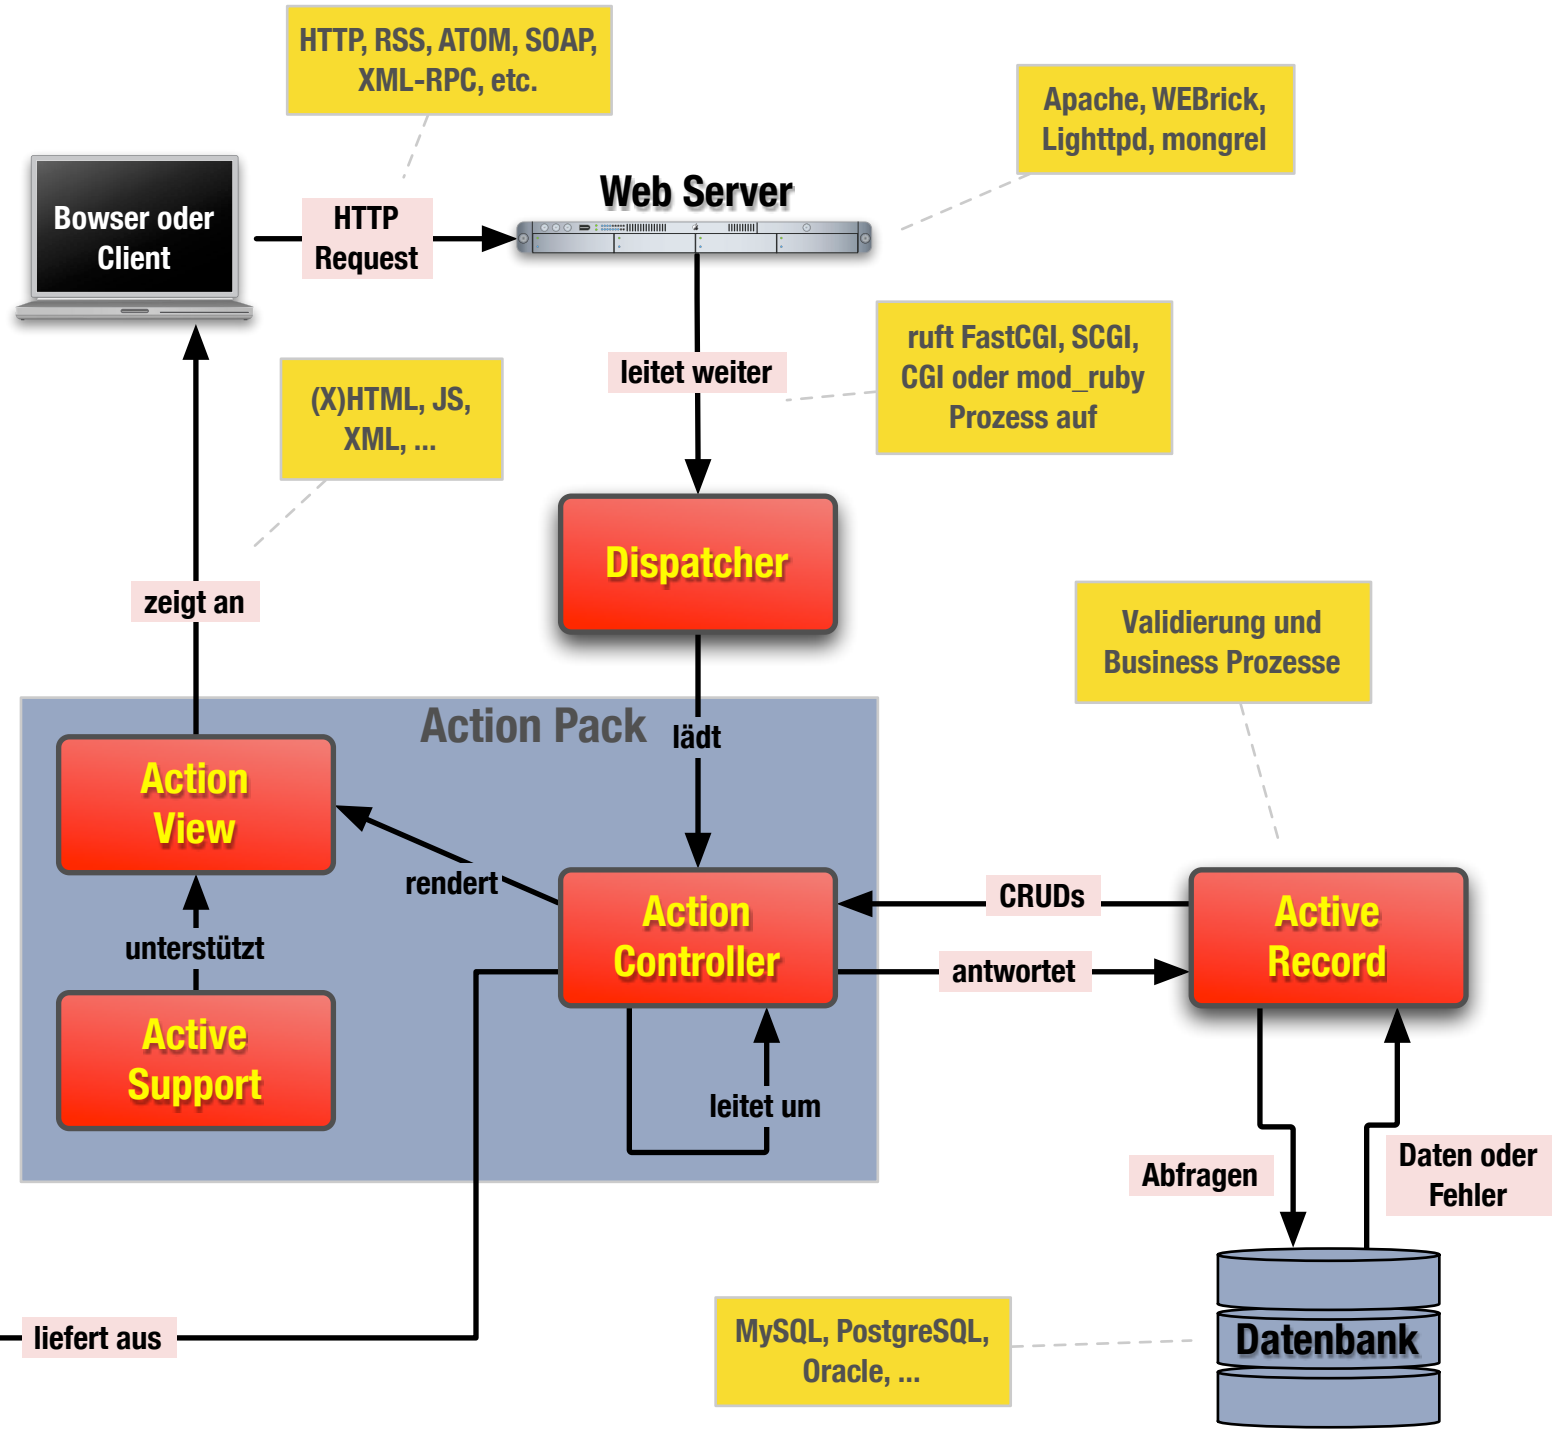 HTTP, RSS, ATOM, SOAP,
XML-RPC, etc.
Apache, WEBrick,
Lighttpd, mongrel
Web Server
Bowser oder
Client
HTTP
Request
ruft FastCGI, SCGI,
CGI oder mod_ruby
Prozess auf
leitet weiter
(X)HTML, JS,
XML, ...
Dispatcher
zeigt an
Validierung und
Business Prozesse
Action Pack
lädt
Action
View
rendert
Action
Controller
CRUDs
antwortet
Active
Record
unterstützt
Active
Support
leitet um
Abfragen
Daten oder
Fehler
liefert aus
MySQL, PostgreSQL,
Oracle, ...
Datenbank